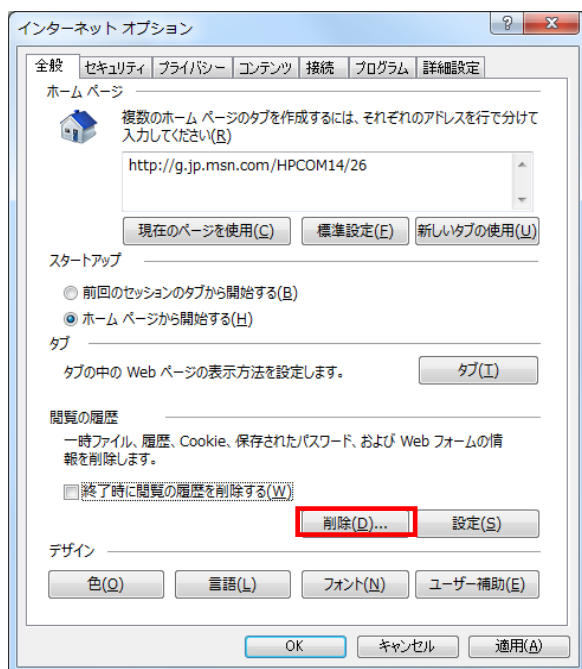 インターネット オプション
全般 セキュリティ プライバシー コンテンツ 接続 プログラム 詳細設定
ホーム ページ
複数のホーム ページのタブを作成するには、それぞれのアドレスを行で分けて
入力してください(R)
http://g.jp.msn.com/HPCOM14/26
現在のページを使用(C) 標準設定(F) 新しいタブの使用(U)
スタートアップ
前回のセッションのタブから開始する(B)
ホーム ページから開始する(H)
タブ
タブの中の Web ページの表示方法を設定します。 タブ(T)
閲覧の履歴
一時ファイル、履歴、Cookie、保存されたパスワード、および Web フォームの情
報を削除します。
終了時に閲覧の履歴を削除する(W)
削除(D)... 設定(S)
デザイン
色(O) 言語(L) フォント(N) ユーザー補助(E)
OK キャンセル 適用(A)